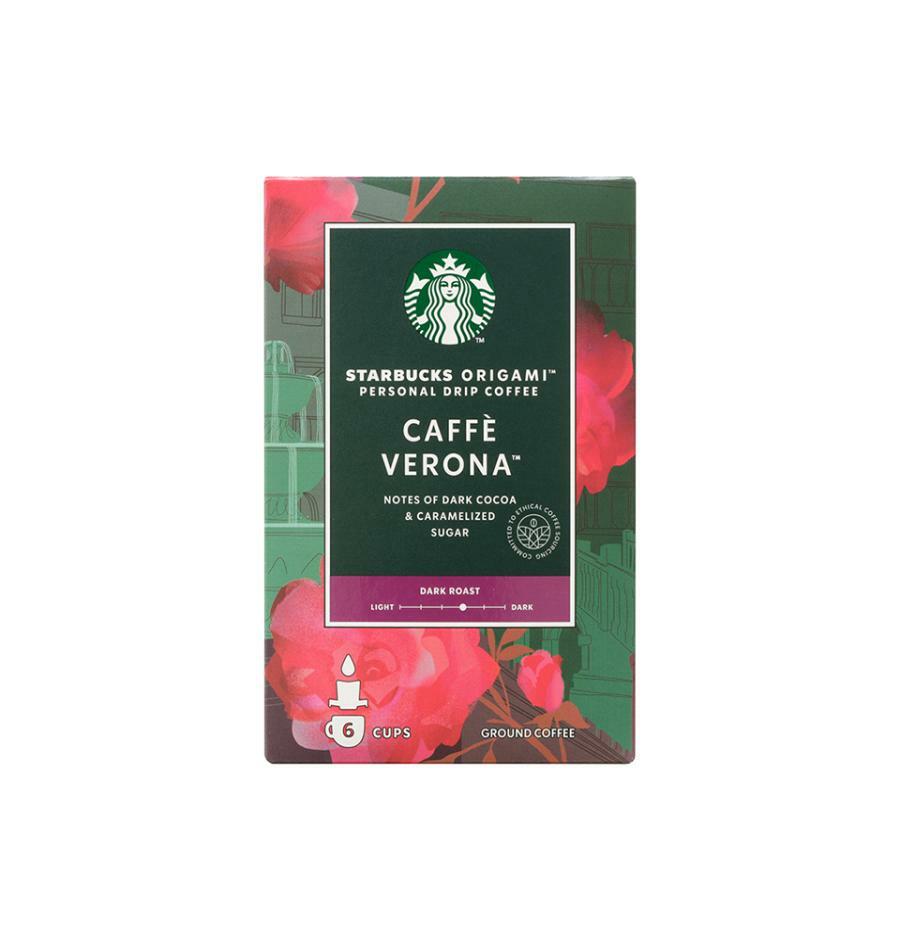 TM
STARBUCKS ORIGAMI™
PERSONAL DRIP COFFEE
CAFFÈ
VERONA™
NOTES OF DARK COCOA
& CARAMELIZED
SUGAR
COMMITTED TO ETHICAL COFFEE SOURCING
DARK ROAST
LIGHT DARK
6 CUPS
GROUND COFFEE